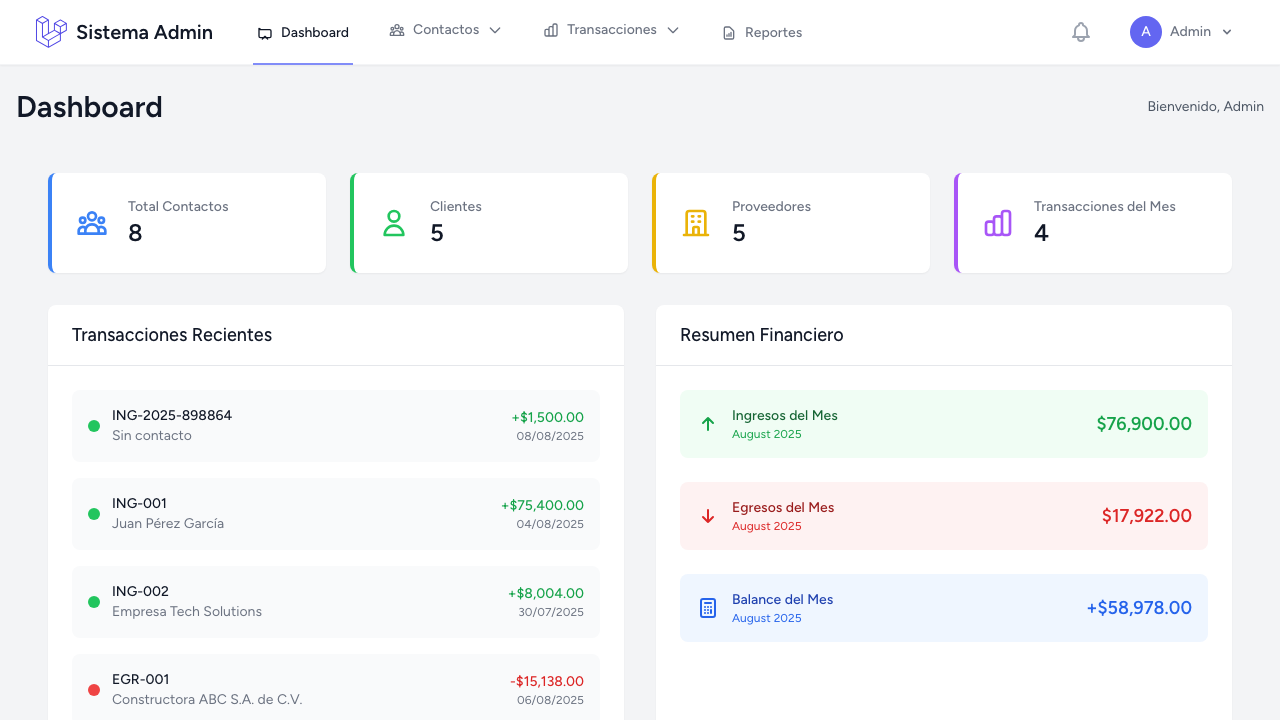 Sistema Admin
Dashboard
Contactos
Transacciones
Reportes
A
Admin
Dashboard
Bienvenido, Admin
Total Contactos
8
Clientes
5
Proveedores
5
Transacciones del Mes
4
Transacciones Recientes
ING-2025-898864
Sin contacto
+$1,500.00
08/08/2025
ING-001
Juan Pérez García
+$75,400.00
04/08/2025
ING-002
Empresa Tech Solutions
+$8,004.00
30/07/2025
EGR-001
Constructora ABC S.A. de C.V.
-$15,138.00
06/08/2025
Resumen Financiero
Ingresos del Mes
August 2025
$76,900.00
Egresos del Mes
August 2025
$17,922.00
Balance del Mes
August 2025
+$58,978.00